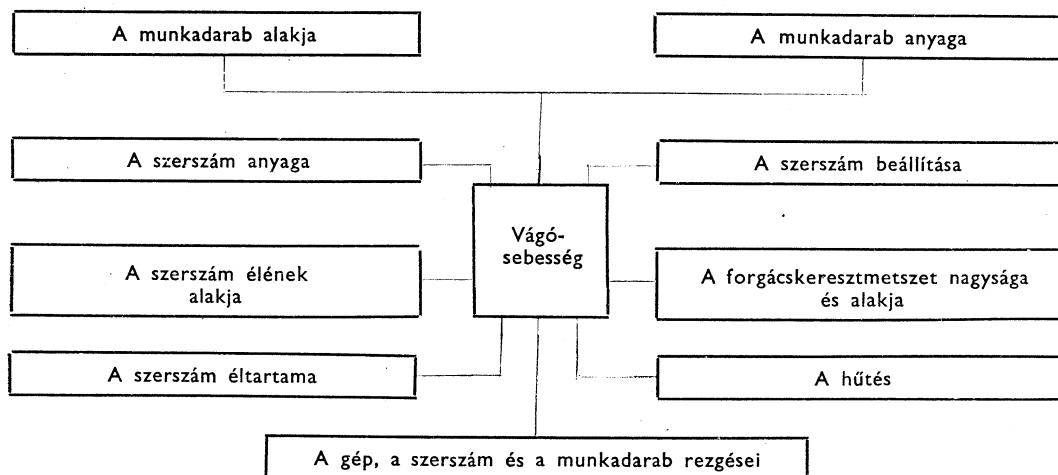 A munkadarab alakja
A munkadarab anyaga
A szerszám anyaga
A szerszám beállítása
Vágó-
sebesség
A szerszám élének
alakja
A forgácskeresztmetszet nagysága
és alakja
A szerszám éltartama
A hűtés
A gép, a szerszám és a munkadarab rezgései